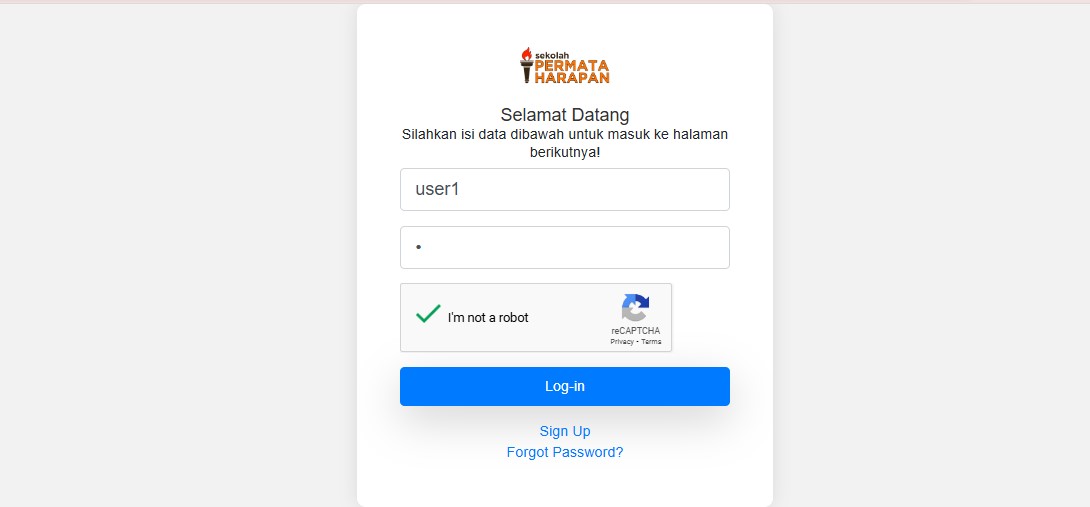 sekolah
PERMATA
HARAPAN
Selamat Datang
Silahkan isi data dibawah untuk masuk ke halaman
berikutnya!
user1
•
I'm not a robot
reCAPTCHA
Privacy - Terms
Log-in
Sign Up
Forgot Password?